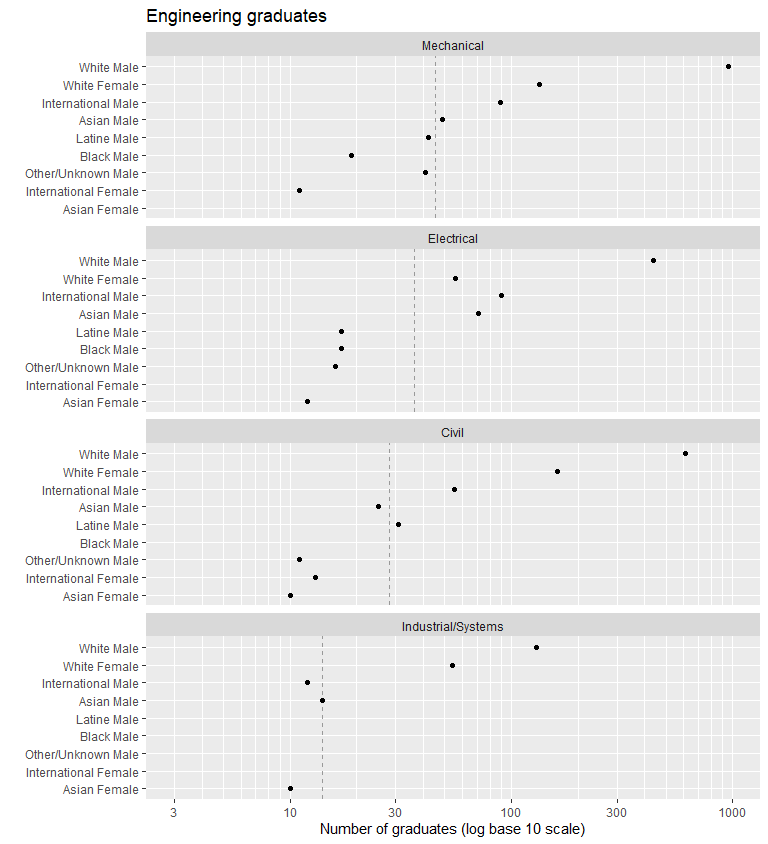 Engineering graduates
Mechanical
White Male
White Female
International Male
Asian Male
Latine Male
Black Male
Other/Unknown Male
International Female
Asian Female
Electrical
White Male
White Female
International Male
Asian Male
Latine Male
Black Male
Other/Unknown Male
International Female
Asian Female
Civil
White Male
White Female
International Male
Asian Male
Latine Male
Black Male
Other/Unknown Male
International Female
Asian Female
Industrial/Systems
White Male
White Female
International Male
Asian Male
Latine Male
Black Male
Other/Unknown Male
International Female
Asian Female
3 10 30 100 300 1000
Number of graduates (log base 10 scale)